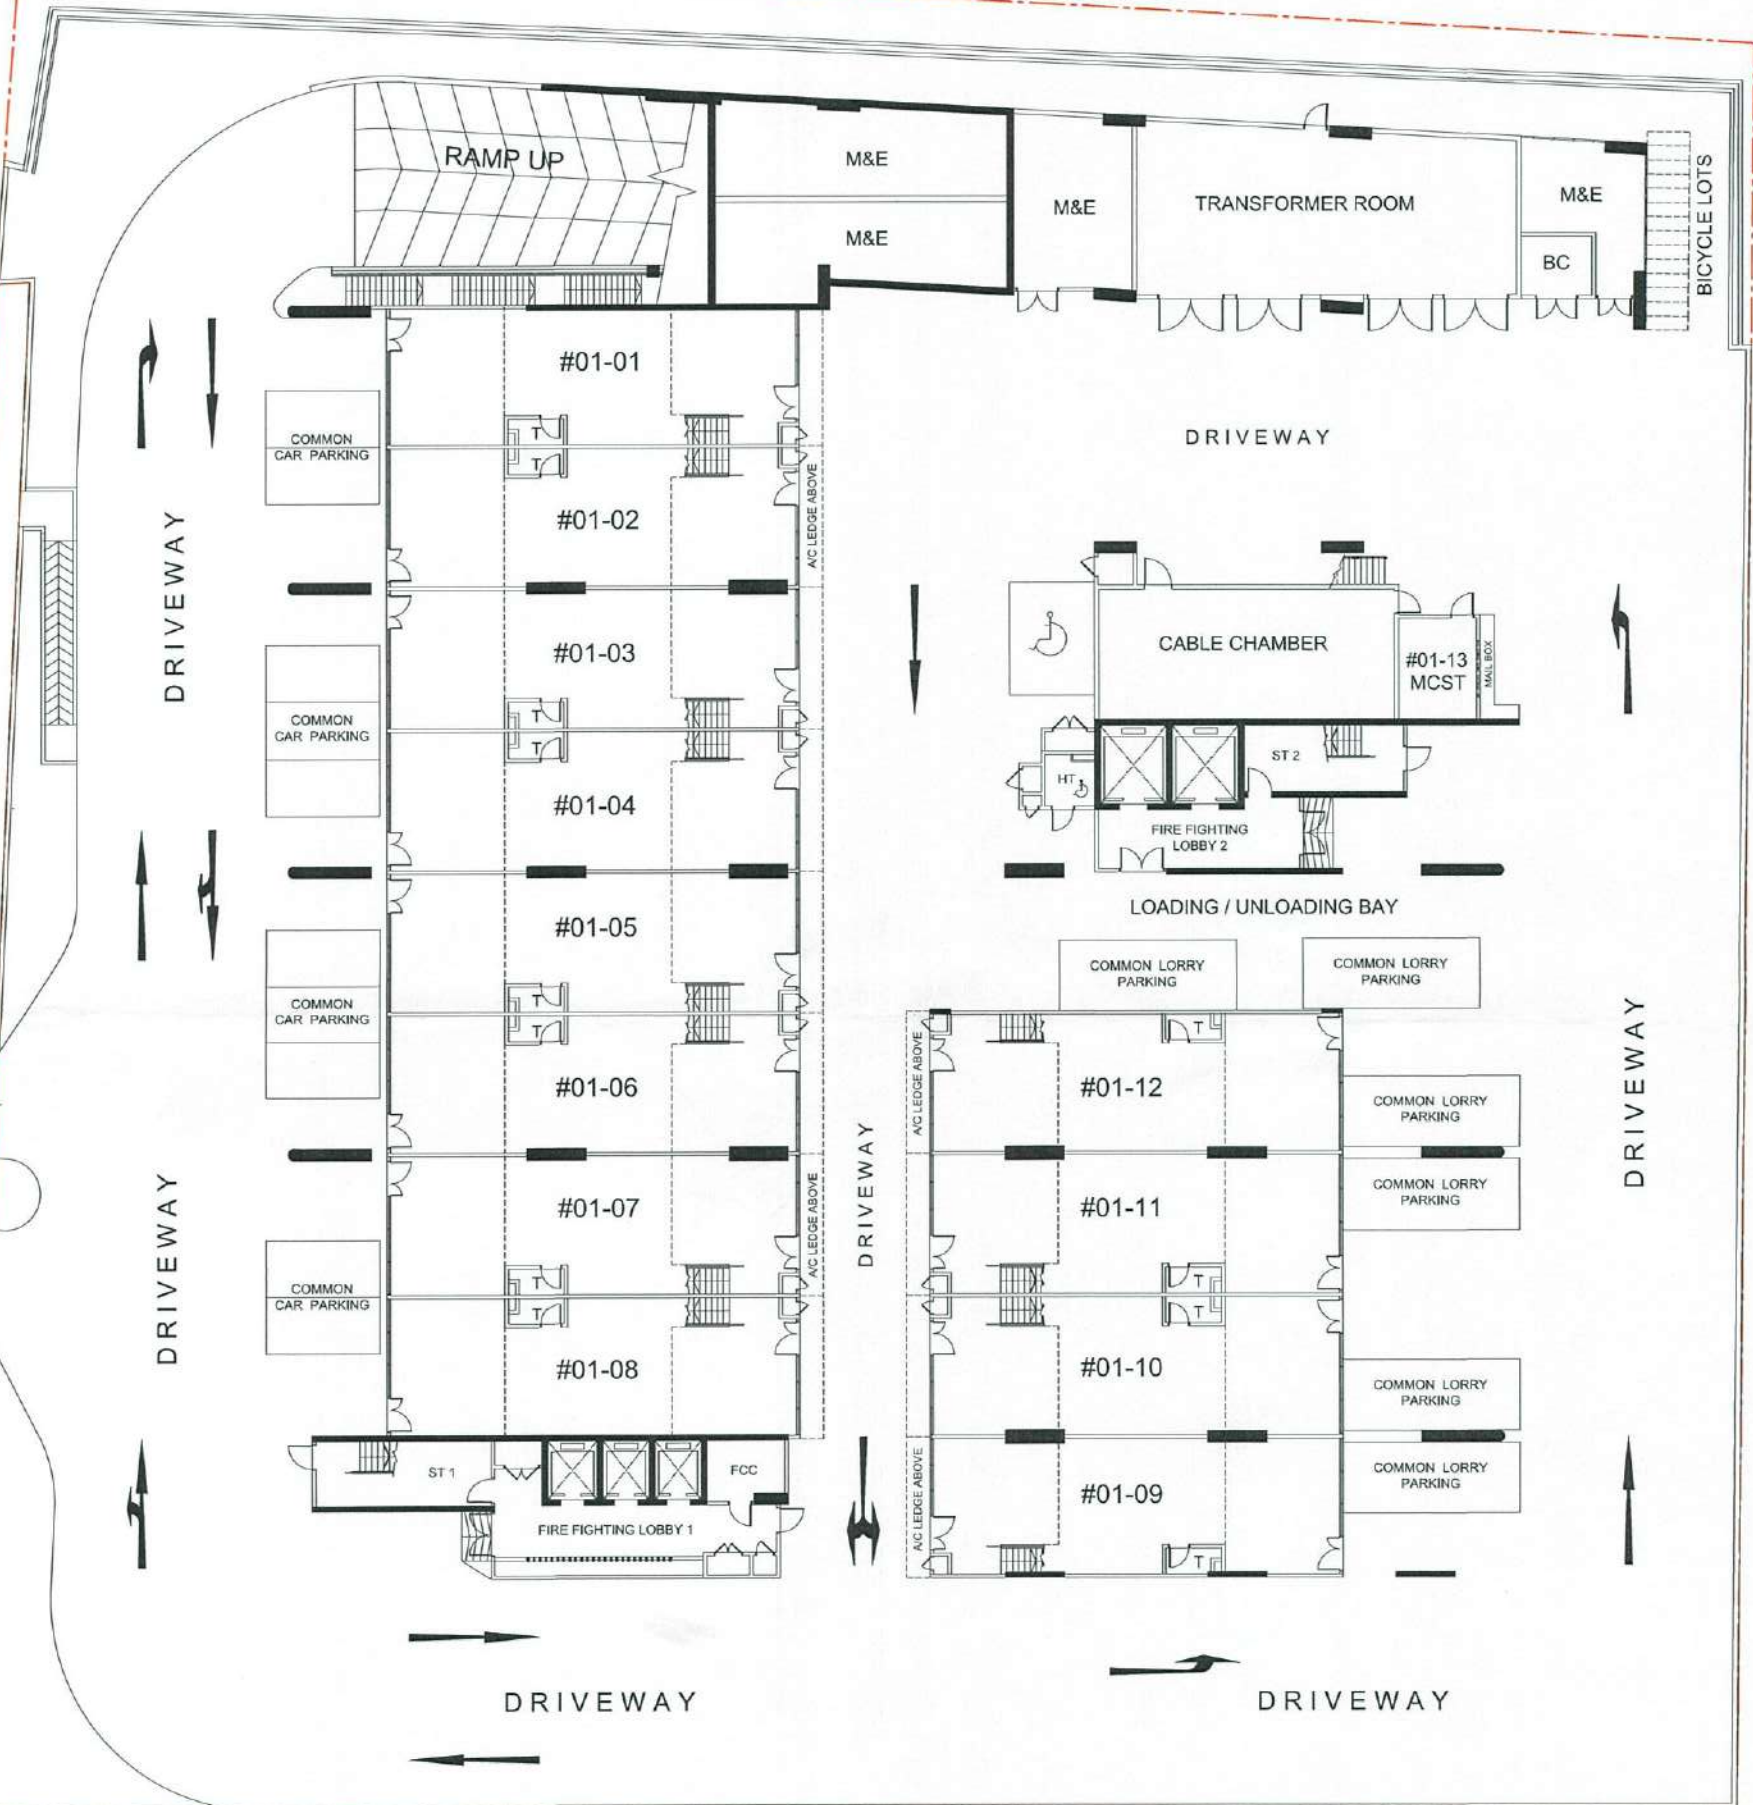 RAMP UP
M&E
M&E
M&E
TRANSFORMER ROOM
M&E
BC
BICYCLE LOTS
#01-01
COMMON
CAR PARKING
T
T
#01-02
A/C LEDGE ABOVE
DRIVEWAY
DRIVEWAY
#01-03
COMMON
CAR PARKING
T
T
#01-04
CABLE CHAMBER
#01-13
MCST
MAIL BOX
HT
ST 2
FIRE FIGHTING
LOBBY 2
LOADING / UNLOADING BAY
COMMON LORRY
PARKING
COMMON LORRY
PARKING
#01-05
COMMON
CAR PARKING
T
T
#01-06
A/C LEDGE ABOVE
T
#01-12
COMMON LORRY
PARKING
DRIVEWAY
DRIVEWAY
#01-07
A/C LEDGE ABOVE
DRIVEWAY
#01-11
COMMON LORRY
PARKING
COMMON
CAR PARKING
T
T
T
T
#01-08
#01-10
COMMON LORRY
PARKING
ST 1
FCC
FIRE FIGHTING LOBBY 1
A/C LEDGE ABOVE
#01-09
COMMON LORRY
PARKING
T
DRIVEWAY
DRIVEWAY